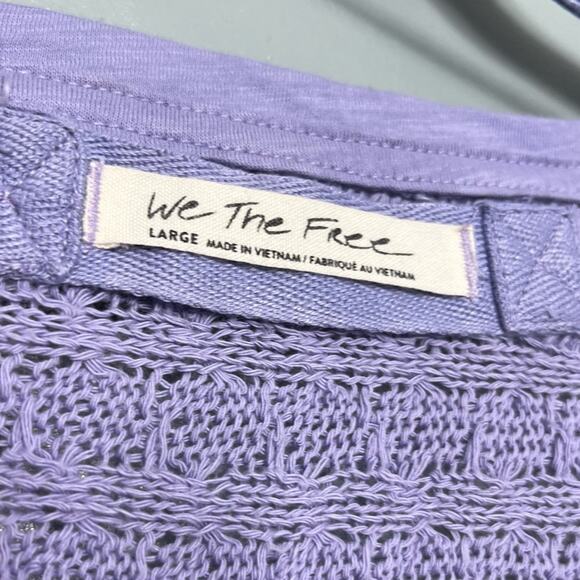 We The Free
LARGE MADE IN VIETNAM / FABRIQUÉ AU VIETNAM